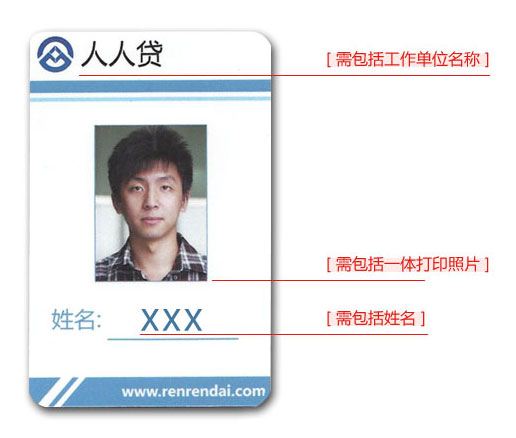 人人贷
[ 需包括工作单位名称 ]
[ 需包括一体打印照片 ]
姓名: XXX
[ 需包括姓名 ]
www.renrendai.com